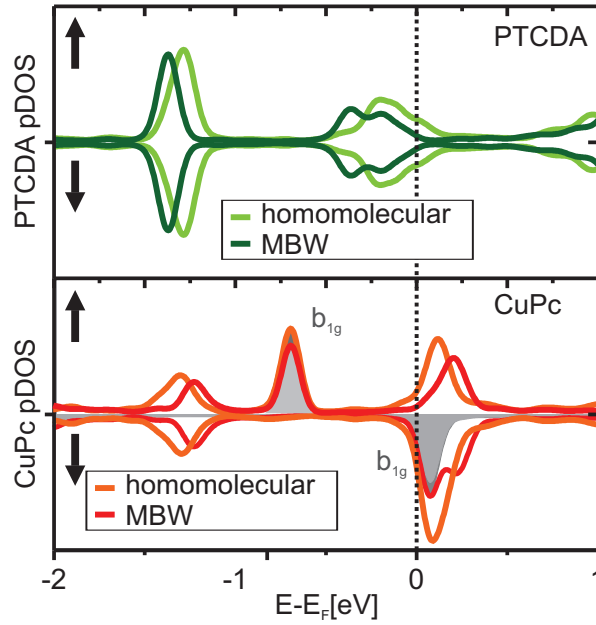 PTCDA
PTCDA pDOS
homomolecular
MBW
CuPc
b1g
CuPc pDOS
b1g
homomolecular
MBW
-2 -1 0 1
E-EF[eV]